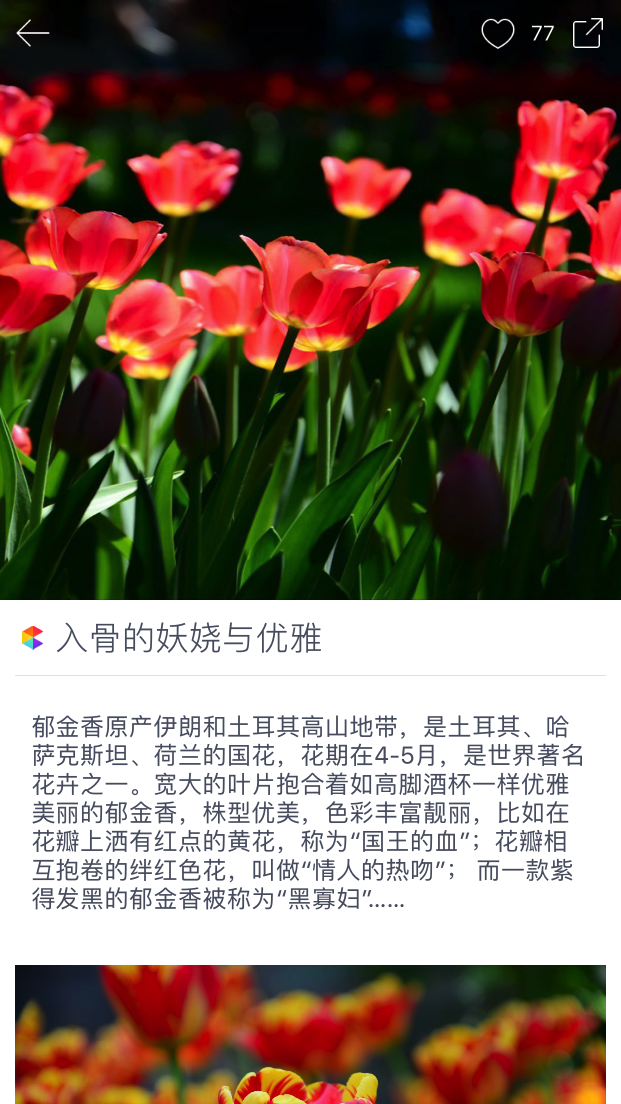 77
入骨的妖娆与优雅
郁金香原产伊朗和土耳其高山地带，是土耳其、哈
萨克斯坦、荷兰的国花，花期在4-5月，是世界著名
花卉之一。宽大的叶片抱合着如高脚酒杯一样优雅
美丽的郁金香，株型优美，色彩丰富靓丽，比如在
花瓣上洒有红点的黄花，称为“国王的血”；花瓣相
互抱卷的绊红色花，叫做“情人的热吻”； 而一款紫
得发黑的郁金香被称为“黑寡妇”……